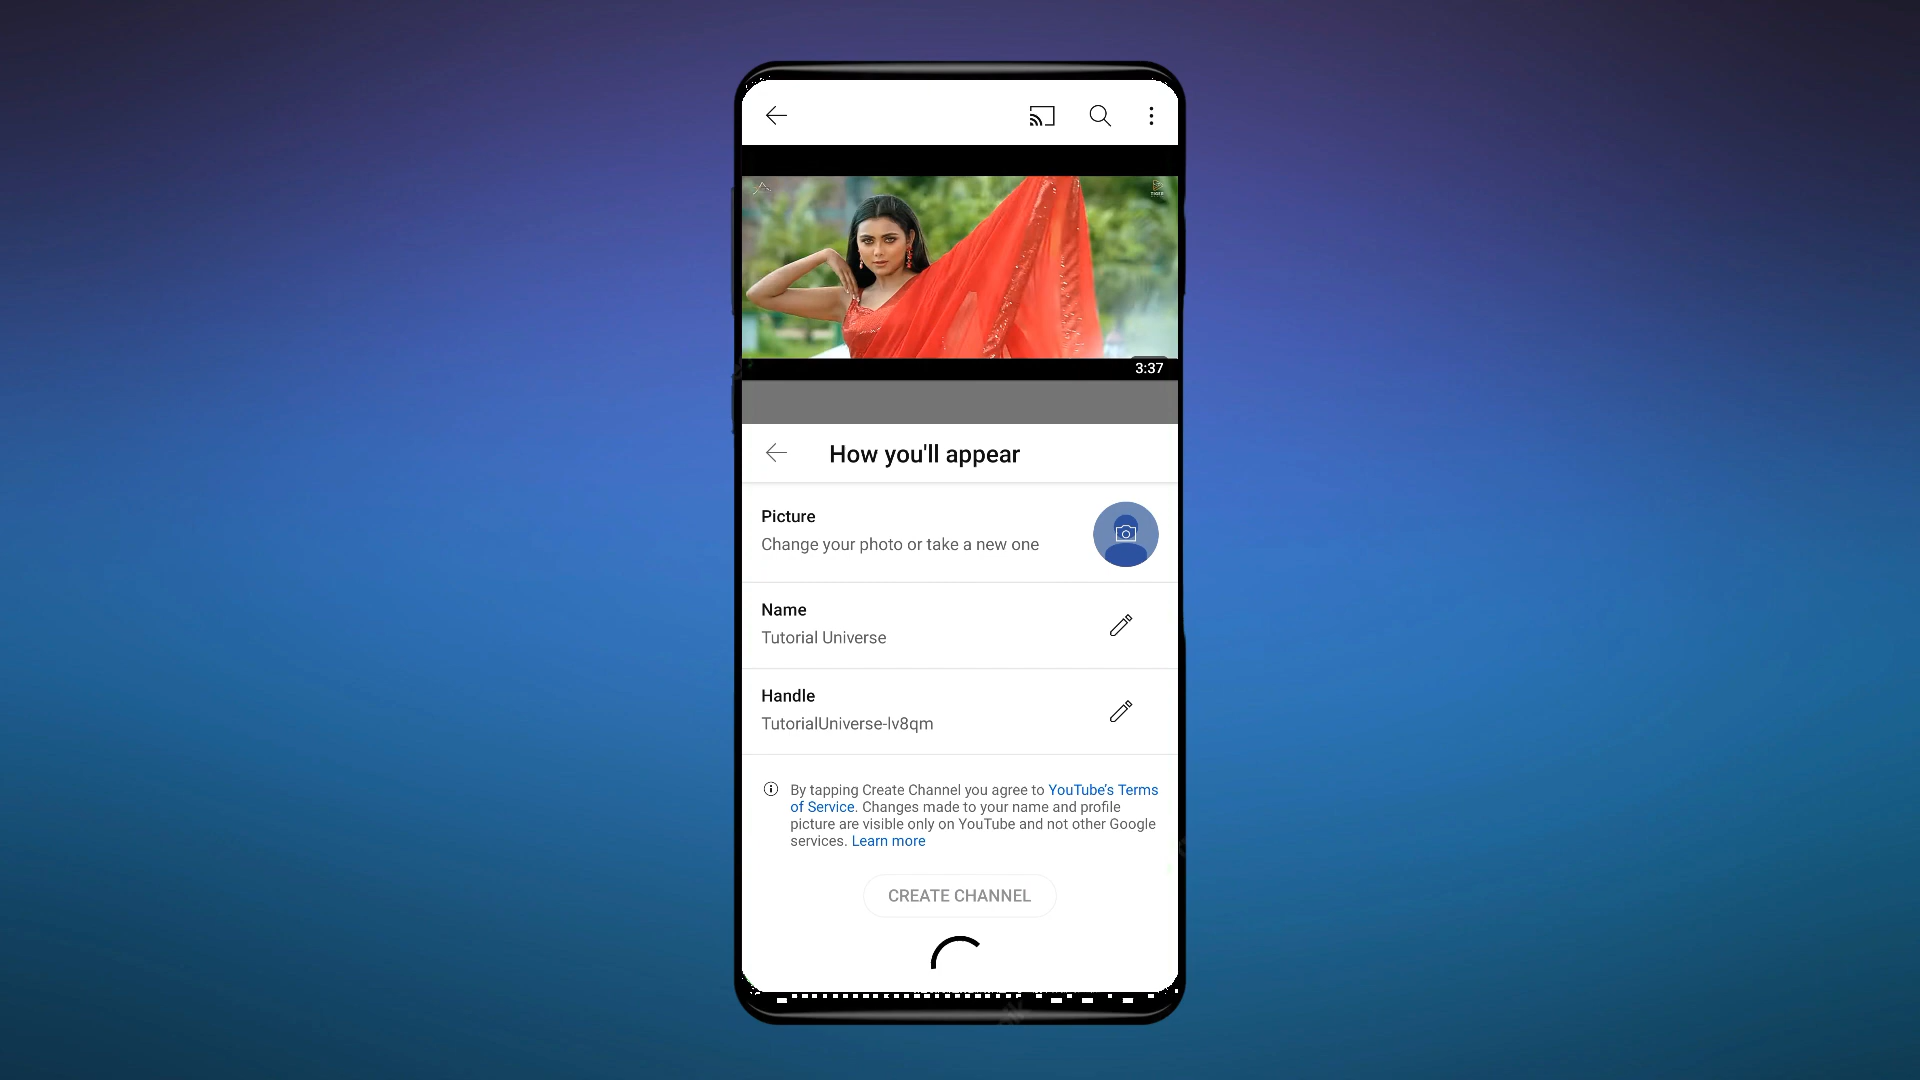 3:37
How you'll appear
Picture
Change your photo or take a new one
Name
Tutorial Universe
Handle
TutorialUniverse-lv8qm
By tapping Create Channel you agree to YouTube's Terms
of Service. Changes made to your name and profile
picture are visible only on YouTube and not other Google
services. Learn more
CREATE CHANNEL